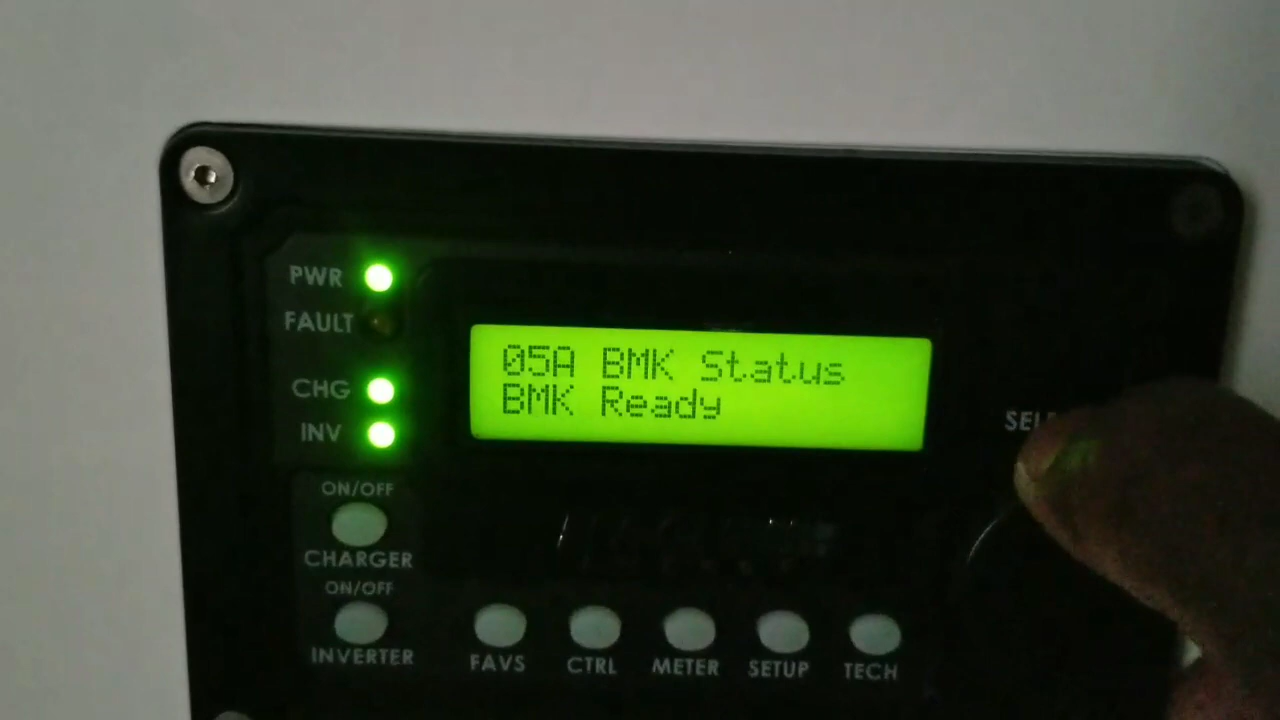 PWR
FAULT
CHG
INV
05A BMK Status
BMK Ready
ON/OFF
CHARGER
ON/OFF
INVERTER
FAVS
CTRL
METER
SETUP
TECH